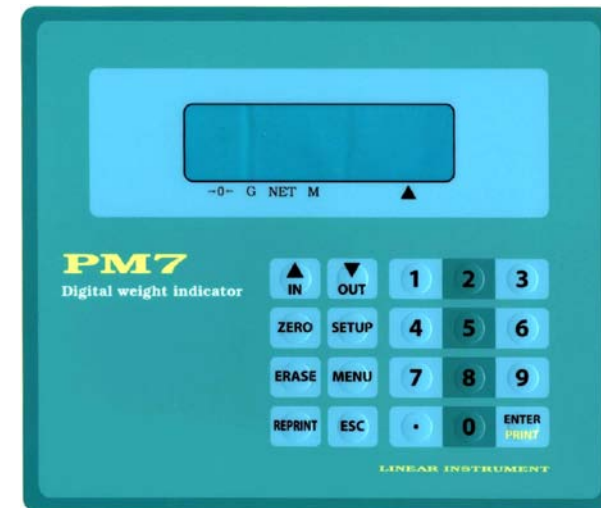 →0← G NET M ▲
PM7
Digital weight indicator
▲ IN ▼ OUT 1 2 3
ZERO SETUP 4 5 6
ERASE MENU 7 8 9
REPRINT ESC . 0 ENTER PRINT
LINEAR INSTRUMENT